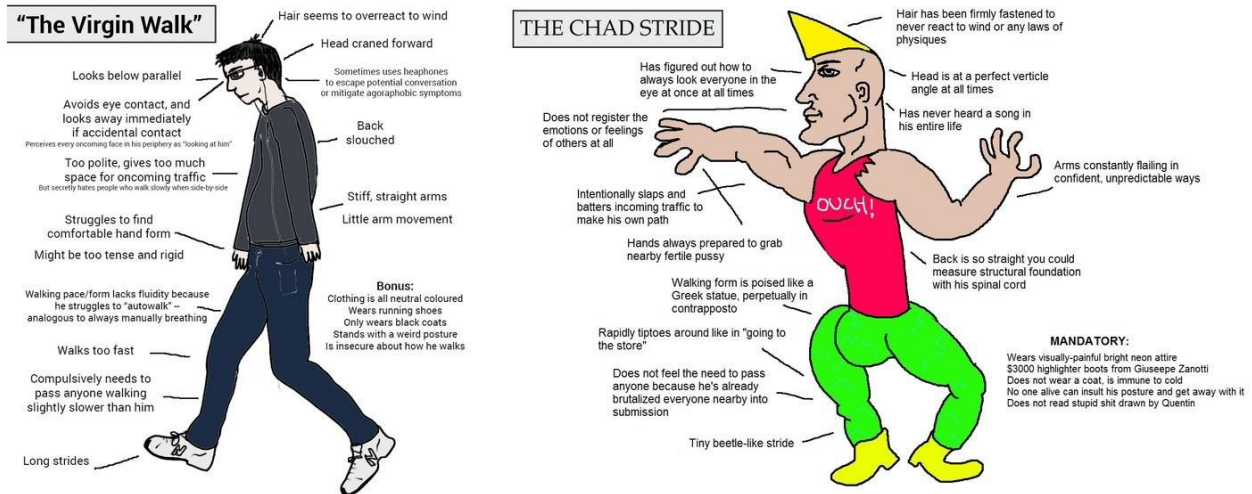 “The Virgin Walk”
Hair seems to overreact to wind
Head craned forward
Looks below parallel
Sometimes uses heaphones
to escape potential conversation
or mitigate agoraphobic symptoms
Avoids eye contact, and
looks away immediately
if accidental contact
Perceives every oncoming face in his periphery as "looking at him"
Back
slouched
Too polite, gives too much
space for oncoming traffic
But secretly hates people who walk slowly when side-by-side
Stiff, straight arms
Little arm movement
Struggles to find
comfortable hand form
Might be too tense and rigid
Walking pace/form lacks fluidity because
he struggles to “autowalk” --
analogous to always manually breathing
Bonus:
Clothing is all neutral coloured
Wears running shoes
Only wears black coats
Stands with a weird posture
Is insecure about how he walks
Walks too fast
Compulsively needs to
pass anyone walking
slightly slower than him
Long strides
THE CHAD STRIDE
Hair has been firmly fastened to
never react to wind or any laws of
physiques
Has figured out how to
always look everyone in the
eye at once at all times
Head is at a perfect verticle
angle at all times
Has never heard a song in
his entire life
Does not register the
emotions or feelings
of others at all
Arms constantly flailing in
confident, unpredictable ways
Intentionally slaps and
batters incoming traffic to
make his own path
OUCH!
Hands always prepared to grab
nearby fertile pussy
Back is so straight you could
measure structural foundation
with his spinal cord
Walking form is poised like a
Greek statue, perpetually in
contrapposto
Rapidly tiptoes around like in "going to
the store"
Does not feel the need to pass
anyone because he's already
brutalized everyone nearby into
submission
Tiny beetle-like stride
MANDATORY:
Wears visually-painful bright neon attire
$3000 highlighter boots from Giuseepe Zanotti
Does not wear a coat, is immune to cold
No one alive can insult his posture and get away with it
Does not read stupid shit drawn by Quentin